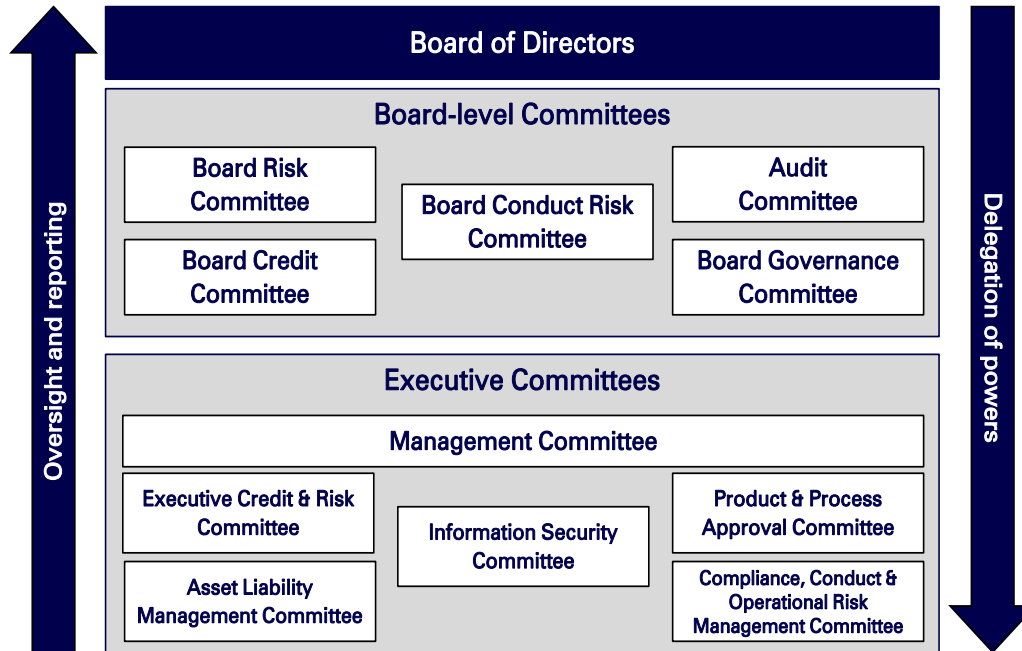 Board of Directors
Board-level Committees
Board Risk
Committee
Board Credit
Committee
Board Conduct Risk
Committee
Audit
Committee
Board Governance
Committee
Executive Committees
Management Committee
Executive Credit & Risk
Committee
Asset Liability
Management Committee
Information Security
Committee
Product & Process
Approval Committee
Compliance, Conduct &
Operational Risk
Management Committee
Oversight and reporting
Delegation of powers